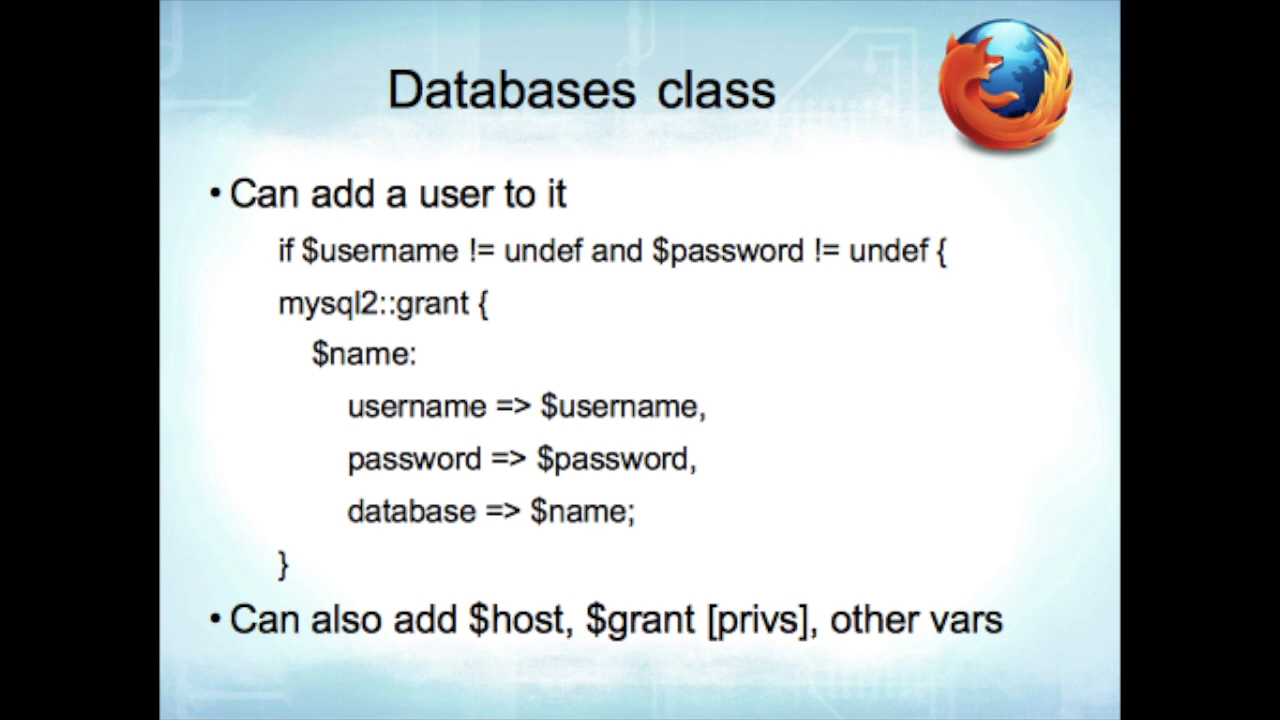 Databases class
• Can add a user to it
if $username != undef and $password != undef {
mysql2::grant {
$name:
username => $username,
password => $password,
database => $name;
}
• Can also add $host, $grant [privs], other vars